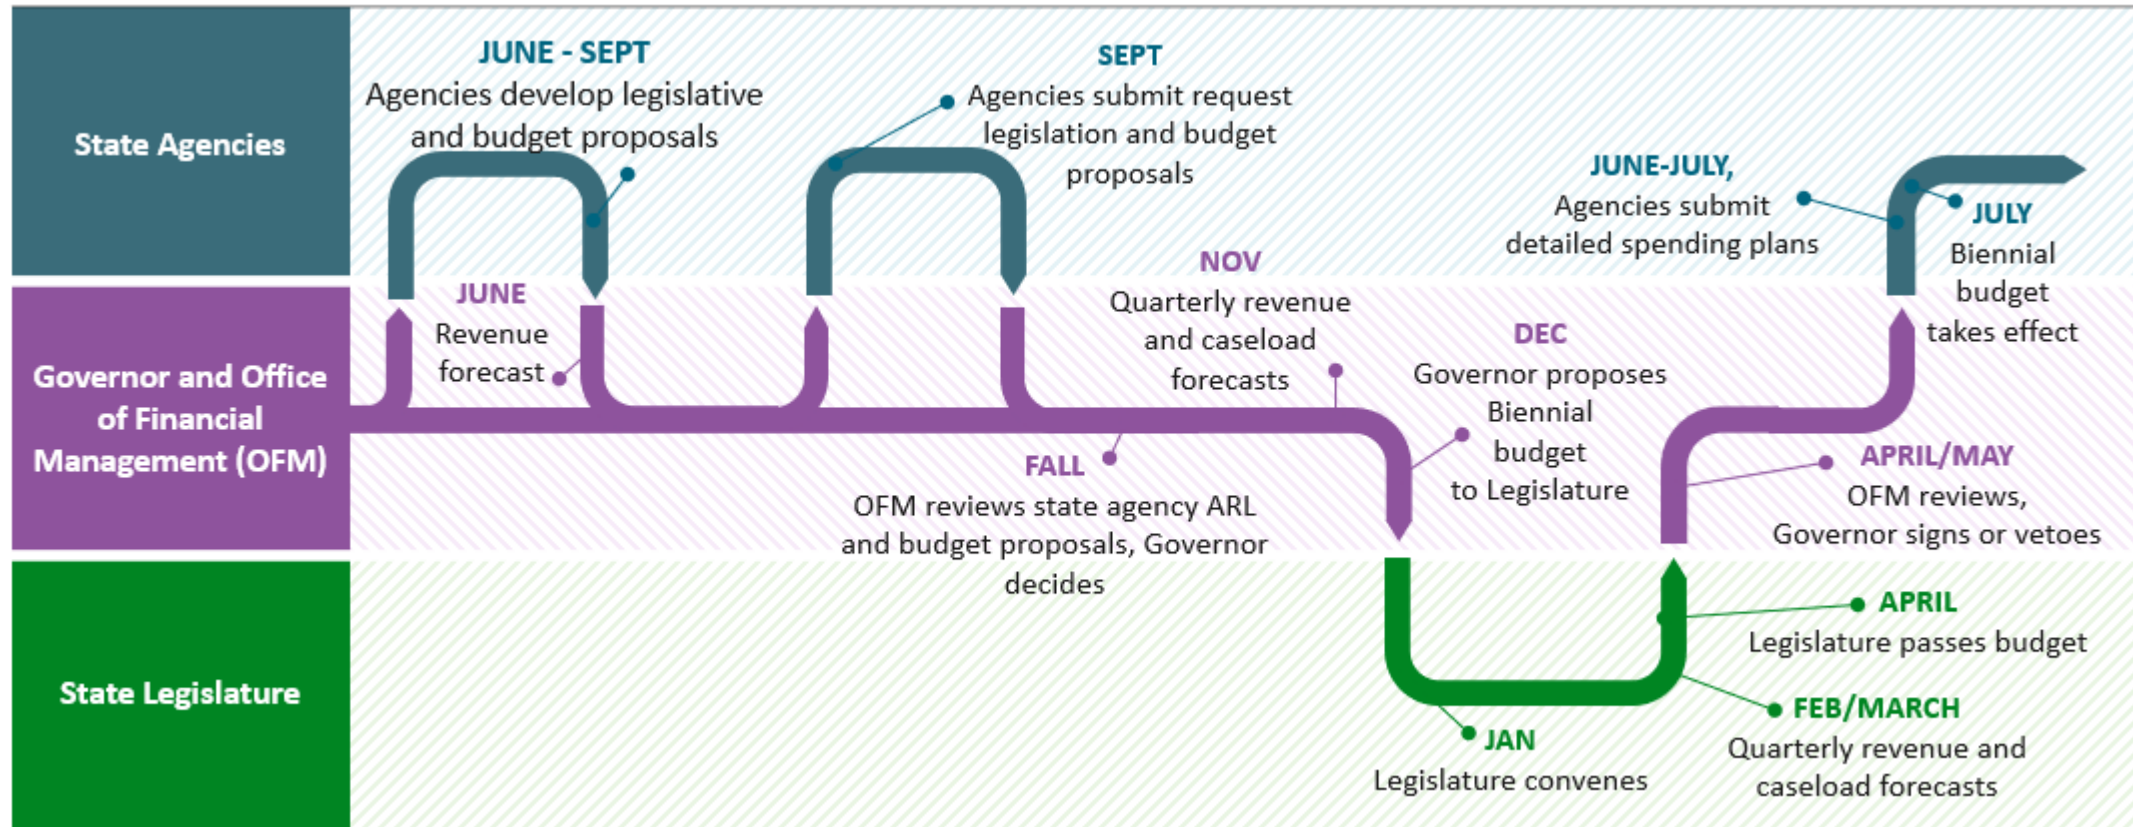 State Agencies
JUNE - SEPT
Agencies develop legislative
and budget proposals
SEPT
Agencies submit request
legislation and budget
proposals
JUNE-JULY,
Agencies submit
detailed spending plans
JULY
Biennial
budget
takes effect
Governor and Office
of Financial
Management (OFM)
JUNE
Revenue
forecast
NOV
Quarterly revenue
and caseload
forecasts
DEC
Governor proposes
Biennial
budget
to Legislature
FALL
OFM reviews state agency ARL
and budget proposals, Governor
decides
APRIL/MAY
OFM reviews,
Governor signs or vetoes
State Legislature
APRIL
Legislature passes budget
FEB/MARCH
Quarterly revenue and
caseload forecasts
JAN
Legislature convenes